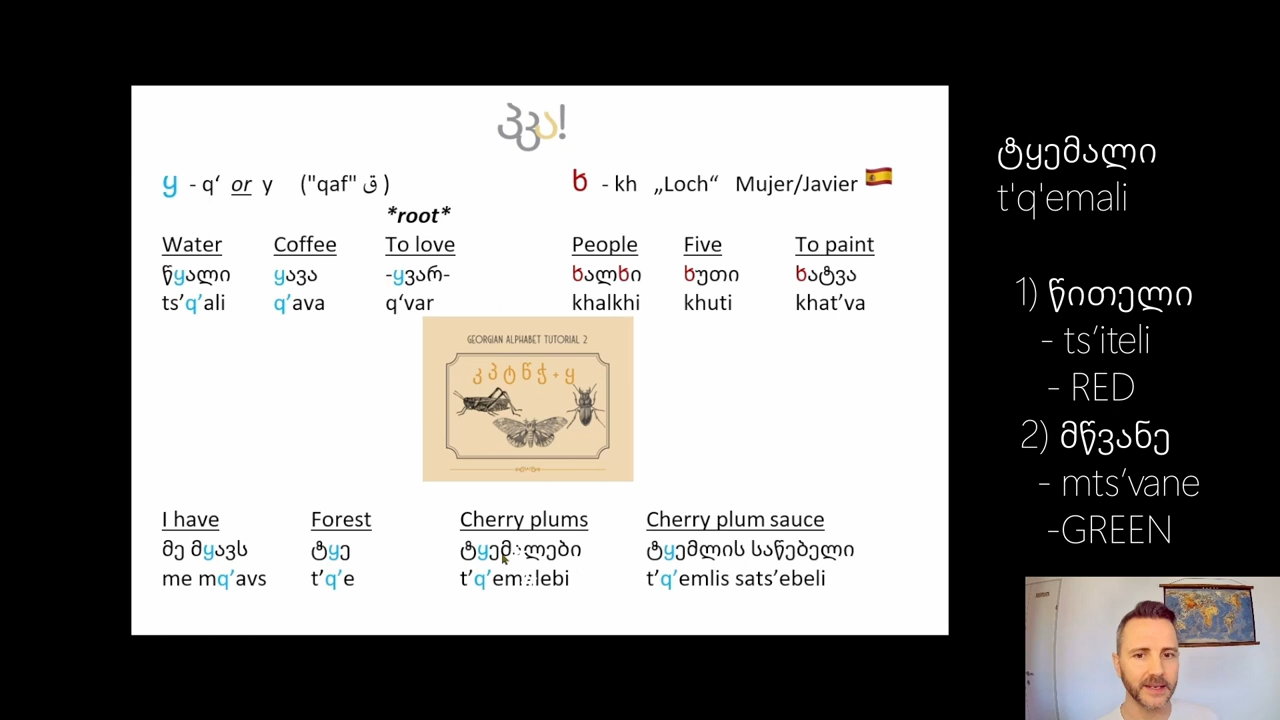 პვა!
ყ - q‘ or y ("qaf" ق )
*root*
Water Coffee To love
წყალი ყავა -ყვარ-
ts’q’ali q’ava q‘var
ხ - kh „Loch“ Mujer/Javier
People Five To paint
ხალხი ხუთი ხატვა
khalkhi khuti khat’va
GEORGIAN ALPHABET TUTORIAL 2
კ პ ტ წ ჭ + ყ
I have Forest Cherry plums Cherry plum sauce
მე მყავს ტყე ტყემალები ტყემლის საწებელი
me mq’avs t’q’e t’q’emalebi t’q’emlis sats’ebeli
ტყემალი
t'q'emali
1) წითელი
- ts’iteli
- RED
2) მწვანე
- mts’vane
-GREEN